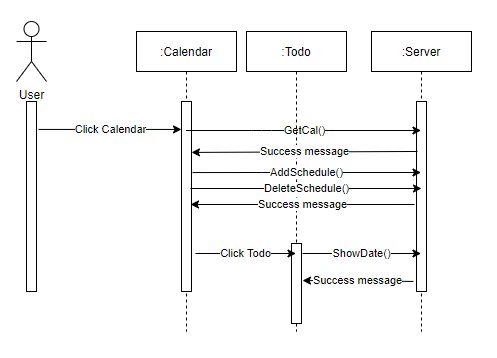 :Calendar
:Todo
:Server
User
Click Calendar
GetCal()
Success message
AddSchedule()
DeleteSchedule()
Success message
Click Todo
ShowDate()
Success message